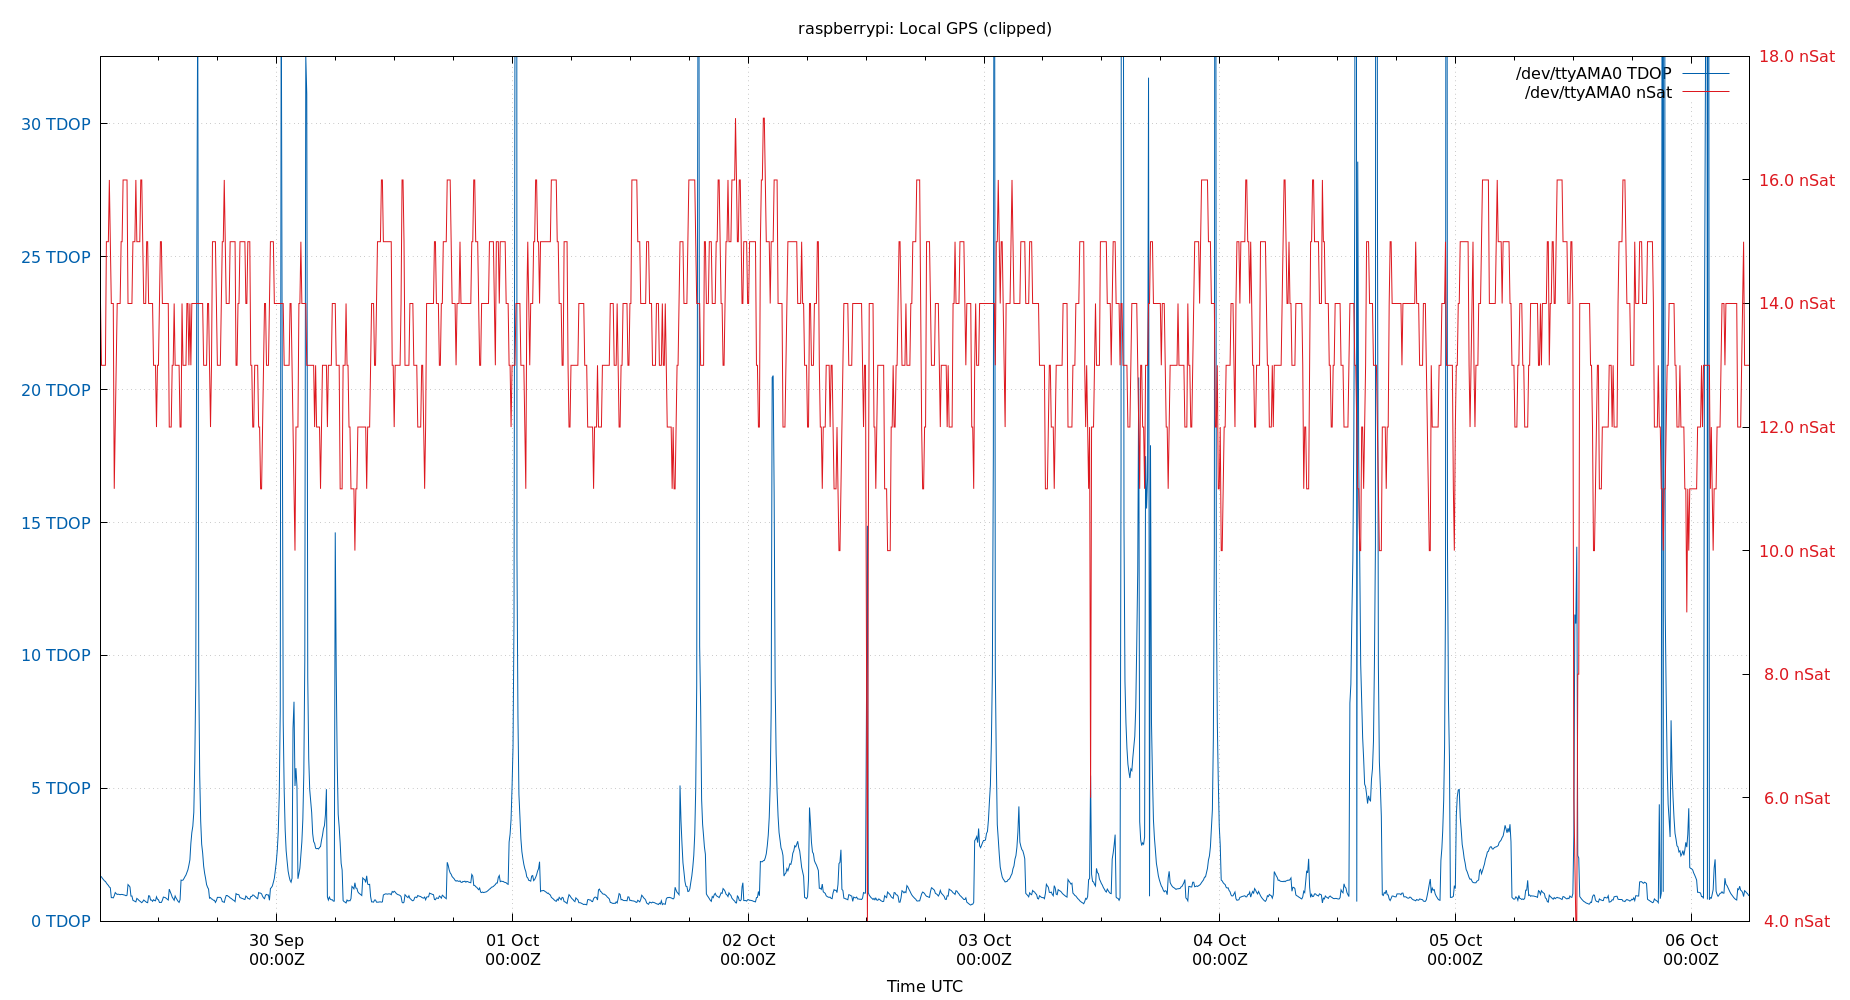 raspberrypi: Local GPS (clipped)
18.0 nSat
/dev/ttyAMA0 TDOP
/dev/ttyAMA0 nSat
30 TDOP
16.0 nSat
25 TDOP
14.0 nSat
20 TDOP
12.0 nSat
15 TDOP
10.0 nSat
10 TDOP
8.0 nSat
5 TDOP
6.0 nSat
0 TDOP
4.0 nSat
30 Sep 01 Oct 02 Oct 03 Oct 04 Oct 05 Oct 06 Oct
00:00Z 00:00Z 00:00Z 00:00Z 00:00Z 00:00Z 00:00Z
Time UTC